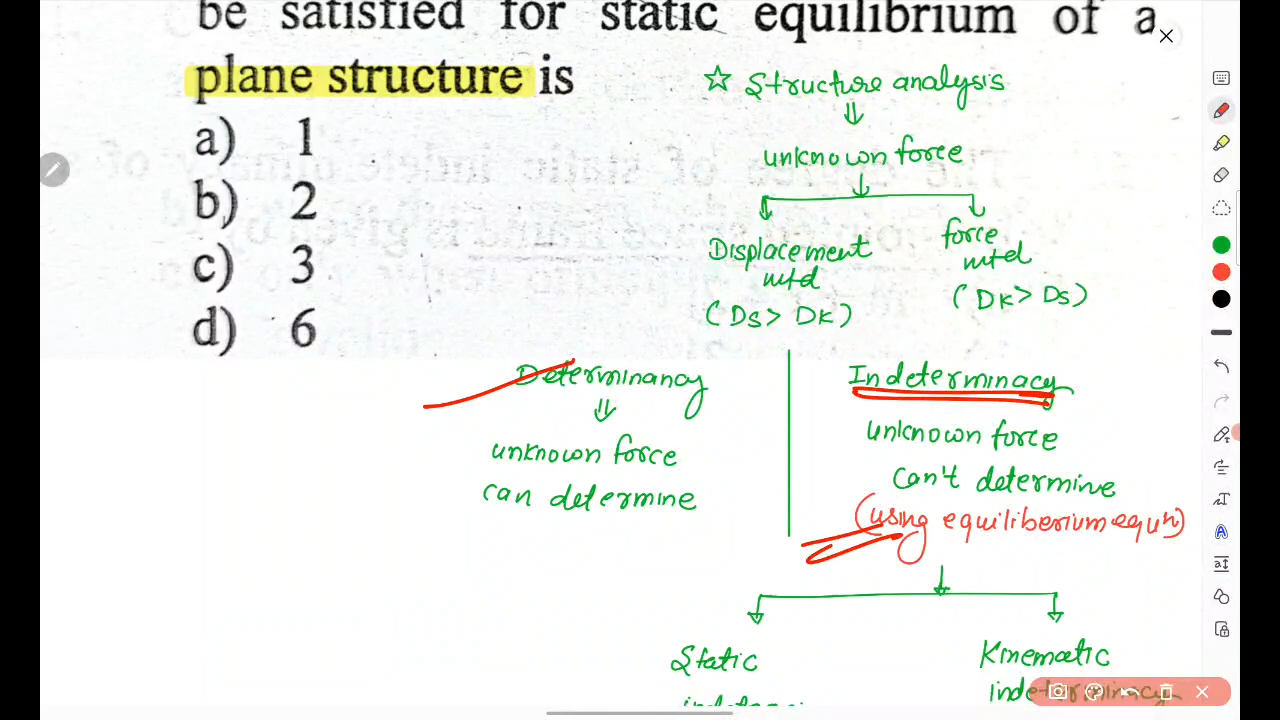 be satisfied for static equilibrium of a
plane structure is
a) 1
b) 2
c) 3
d) 6
☆ Structure analysis
unknown force
Displacement
mtd
(Ds > Dk)
force
mtd
(Dk > Ds)
Determinancy
unknown force
can determine
Indeterminacy
unknown force
can't determine
(using equiliberium equn)
Static
Kinematic
indeterminacy